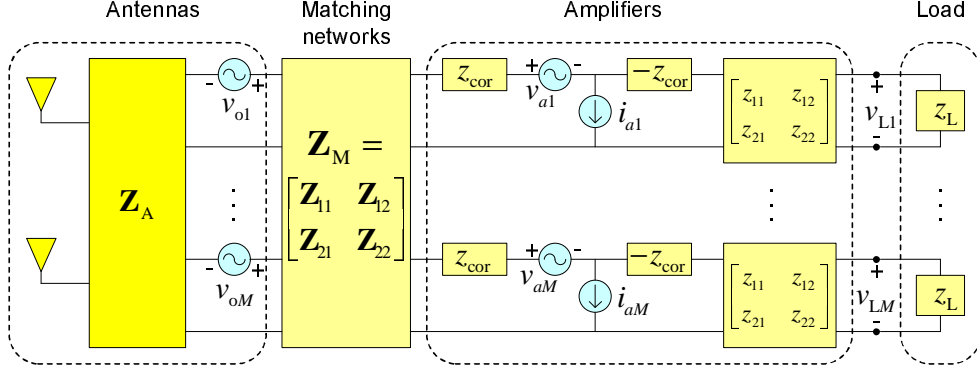 Antennas
Matching networks
Amplifiers
Load
Z_A
- v_o1 +
Z_M =
[Z_11 Z_12
Z_21 Z_22]
z_cor
+ v_a1 -
i_a1
−z_cor
[z_11 z_12
z_21 z_22]
+
v_L1
-
z_L
⋮
⋮
⋮
- v_oM +
z_cor
+ v_aM -
i_aM
−z_cor
[z_11 z_12
z_21 z_22]
+
v_LM
-
z_L